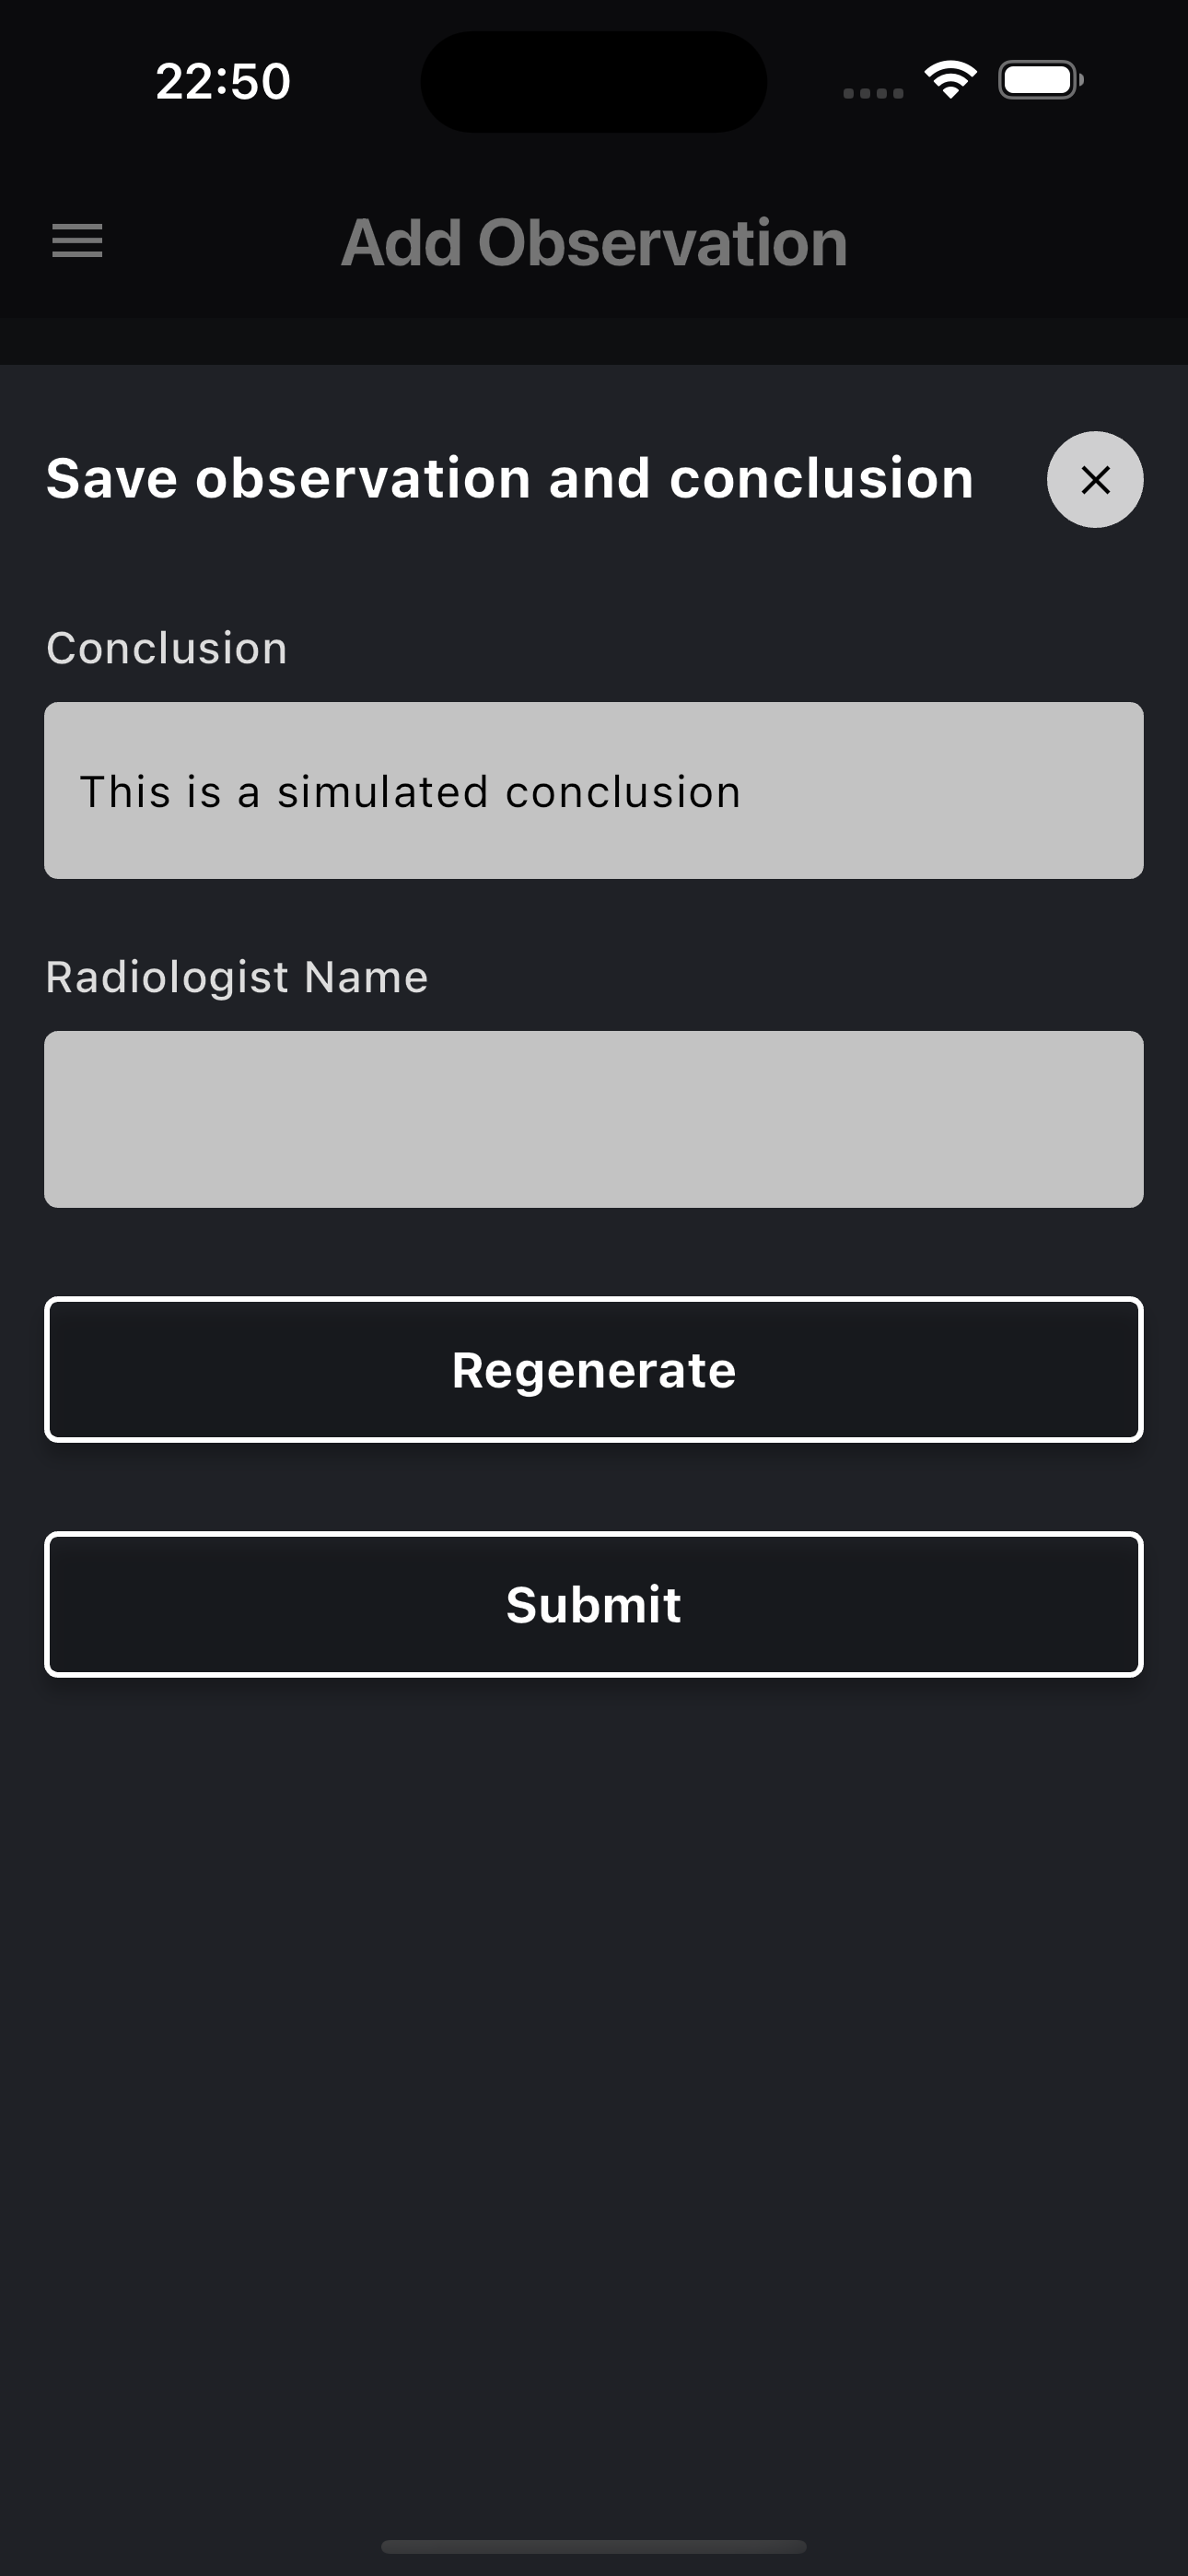 22:50
Add Observation
Save observation and conclusion
Conclusion
This is a simulated conclusion
Radiologist Name
Regenerate
Submit